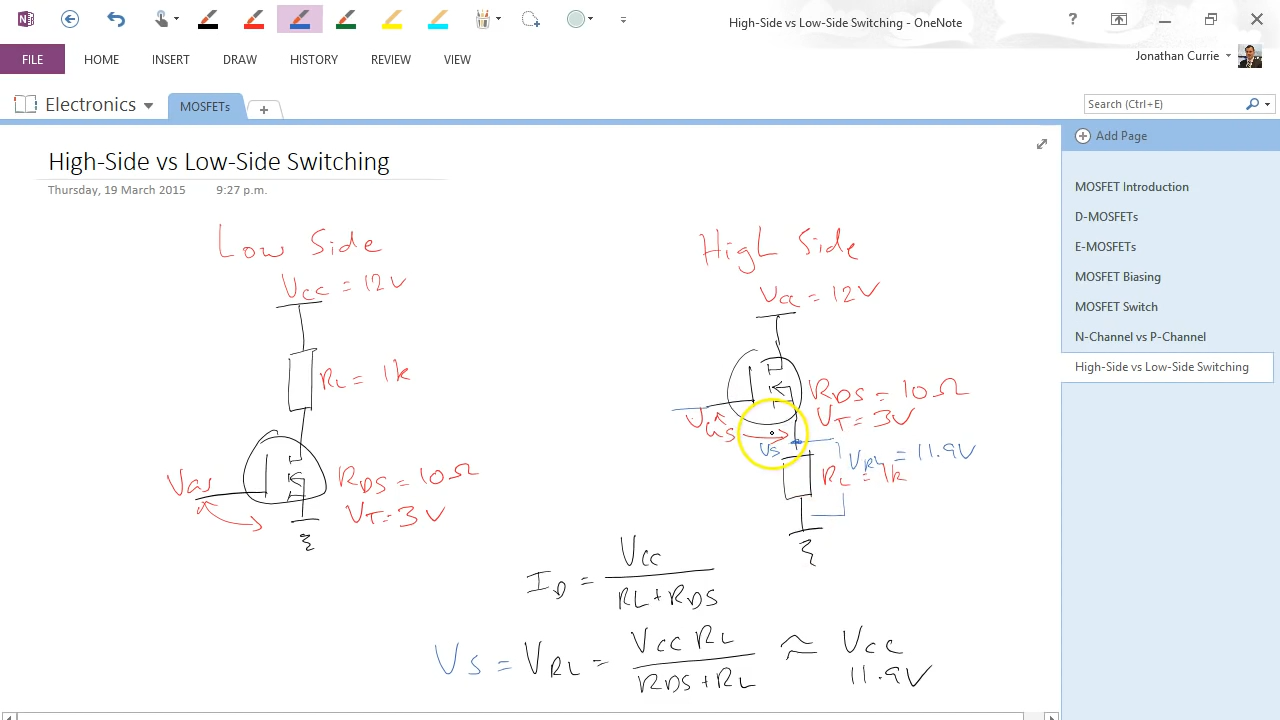 High-Side vs Low-Side Switching - OneNote
?
Jonathan Currie
FILE HOME INSERT DRAW HISTORY REVIEW VIEW
Electronics MOSFETs +
Search (Ctrl+E)
Add Page
MOSFET Introduction
D-MOSFETs
E-MOSFETs
MOSFET Biasing
MOSFET Switch
N-Channel vs P-Channel
High-Side vs Low-Side Switching
High-Side vs Low-Side Switching
Thursday, 19 March 2015 9:27 p.m.
Low Side
Vcc = 12V
RL = 1k
VGS
RDS = 10Ω
VT = 3V
High Side
Vcc = 12V
RDS = 10Ω
VT = 3V
VGS
Vs
VRL = 11.9V
RL = 1k
ID = Vcc / RL + RDS
Vs = VRL = Vcc RL / RDS + RL ≈ Vcc
11.9V